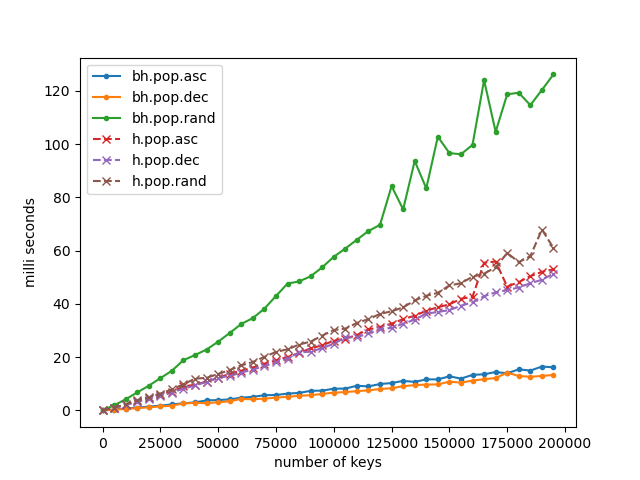 120
100
80
60
40
20
0
milli seconds
bh.pop.asc
bh.pop.dec
bh.pop.rand
h.pop.asc
h.pop.dec
h.pop.rand
0 25000 50000 75000 100000 125000 150000 175000 200000
number of keys